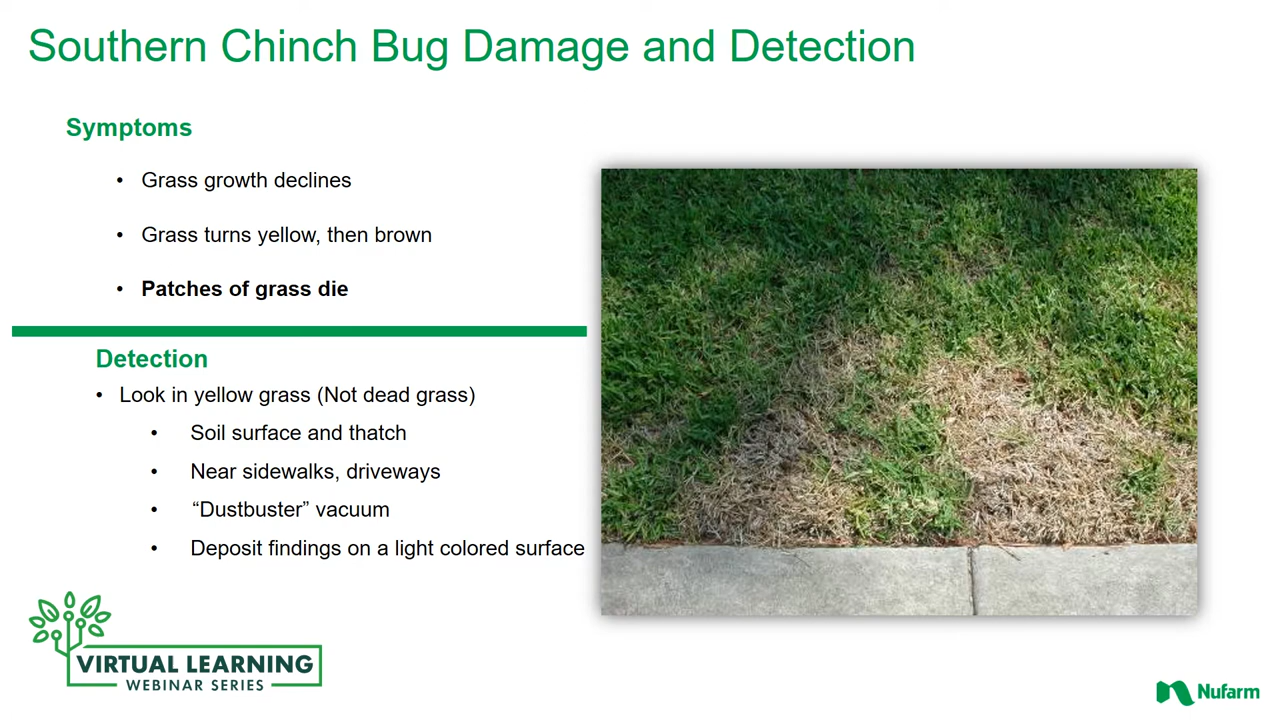 Southern Chinch Bug Damage and Detection
Symptoms
• Grass growth declines
• Grass turns yellow, then brown
• Patches of grass die
Detection
• Look in yellow grass (Not dead grass)
• Soil surface and thatch
• Near sidewalks, driveways
• “Dustbuster” vacuum
• Deposit findings on a light colored surface
VIRTUAL LEARNING
WEBINAR SERIES
Nufarm